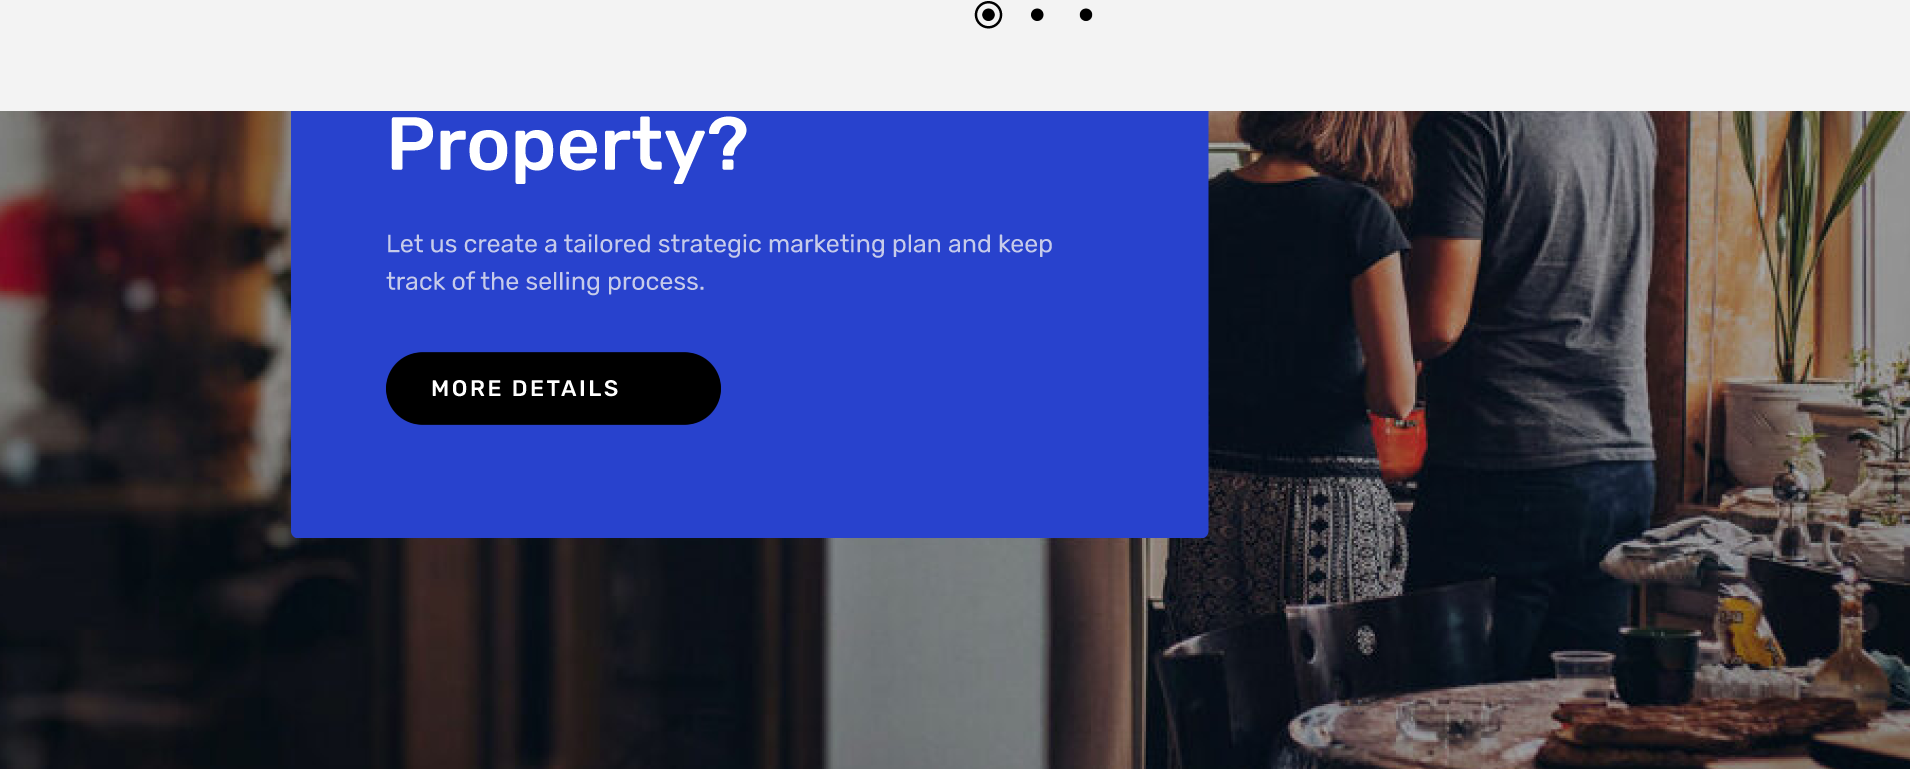 Property?
Let us create a tailored strategic marketing plan and keep
track of the selling process.
MORE DETAILS